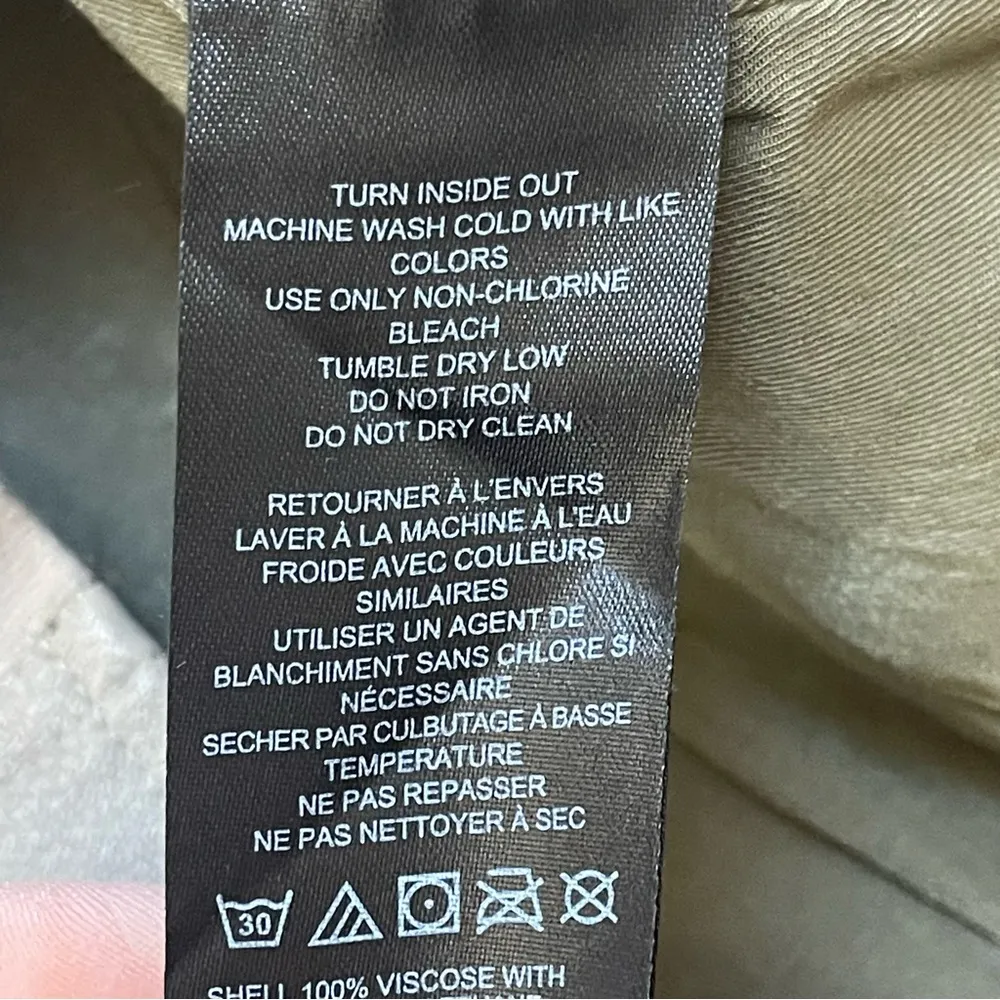 TURN INSIDE OUT
MACHINE WASH COLD WITH LIKE
COLORS
USE ONLY NON-CHLORINE
BLEACH
TUMBLE DRY LOW
DO NOT IRON
DO NOT DRY CLEAN
RETOURNER À L'ENVERS
LAVER À LA MACHINE À L'EAU
FROIDE AVEC COULEURS
SIMILAIRES
UTILISER UN AGENT DE
BLANCHIMENT SANS CHLORE SI
NÉCESSAIRE
SECHER PAR CULBUTAGE À BASSE
TEMPERATURE
NE PAS REPASSER
NE PAS NETTOYER À SEC
30
SHELL 100% VISCOSE WITH